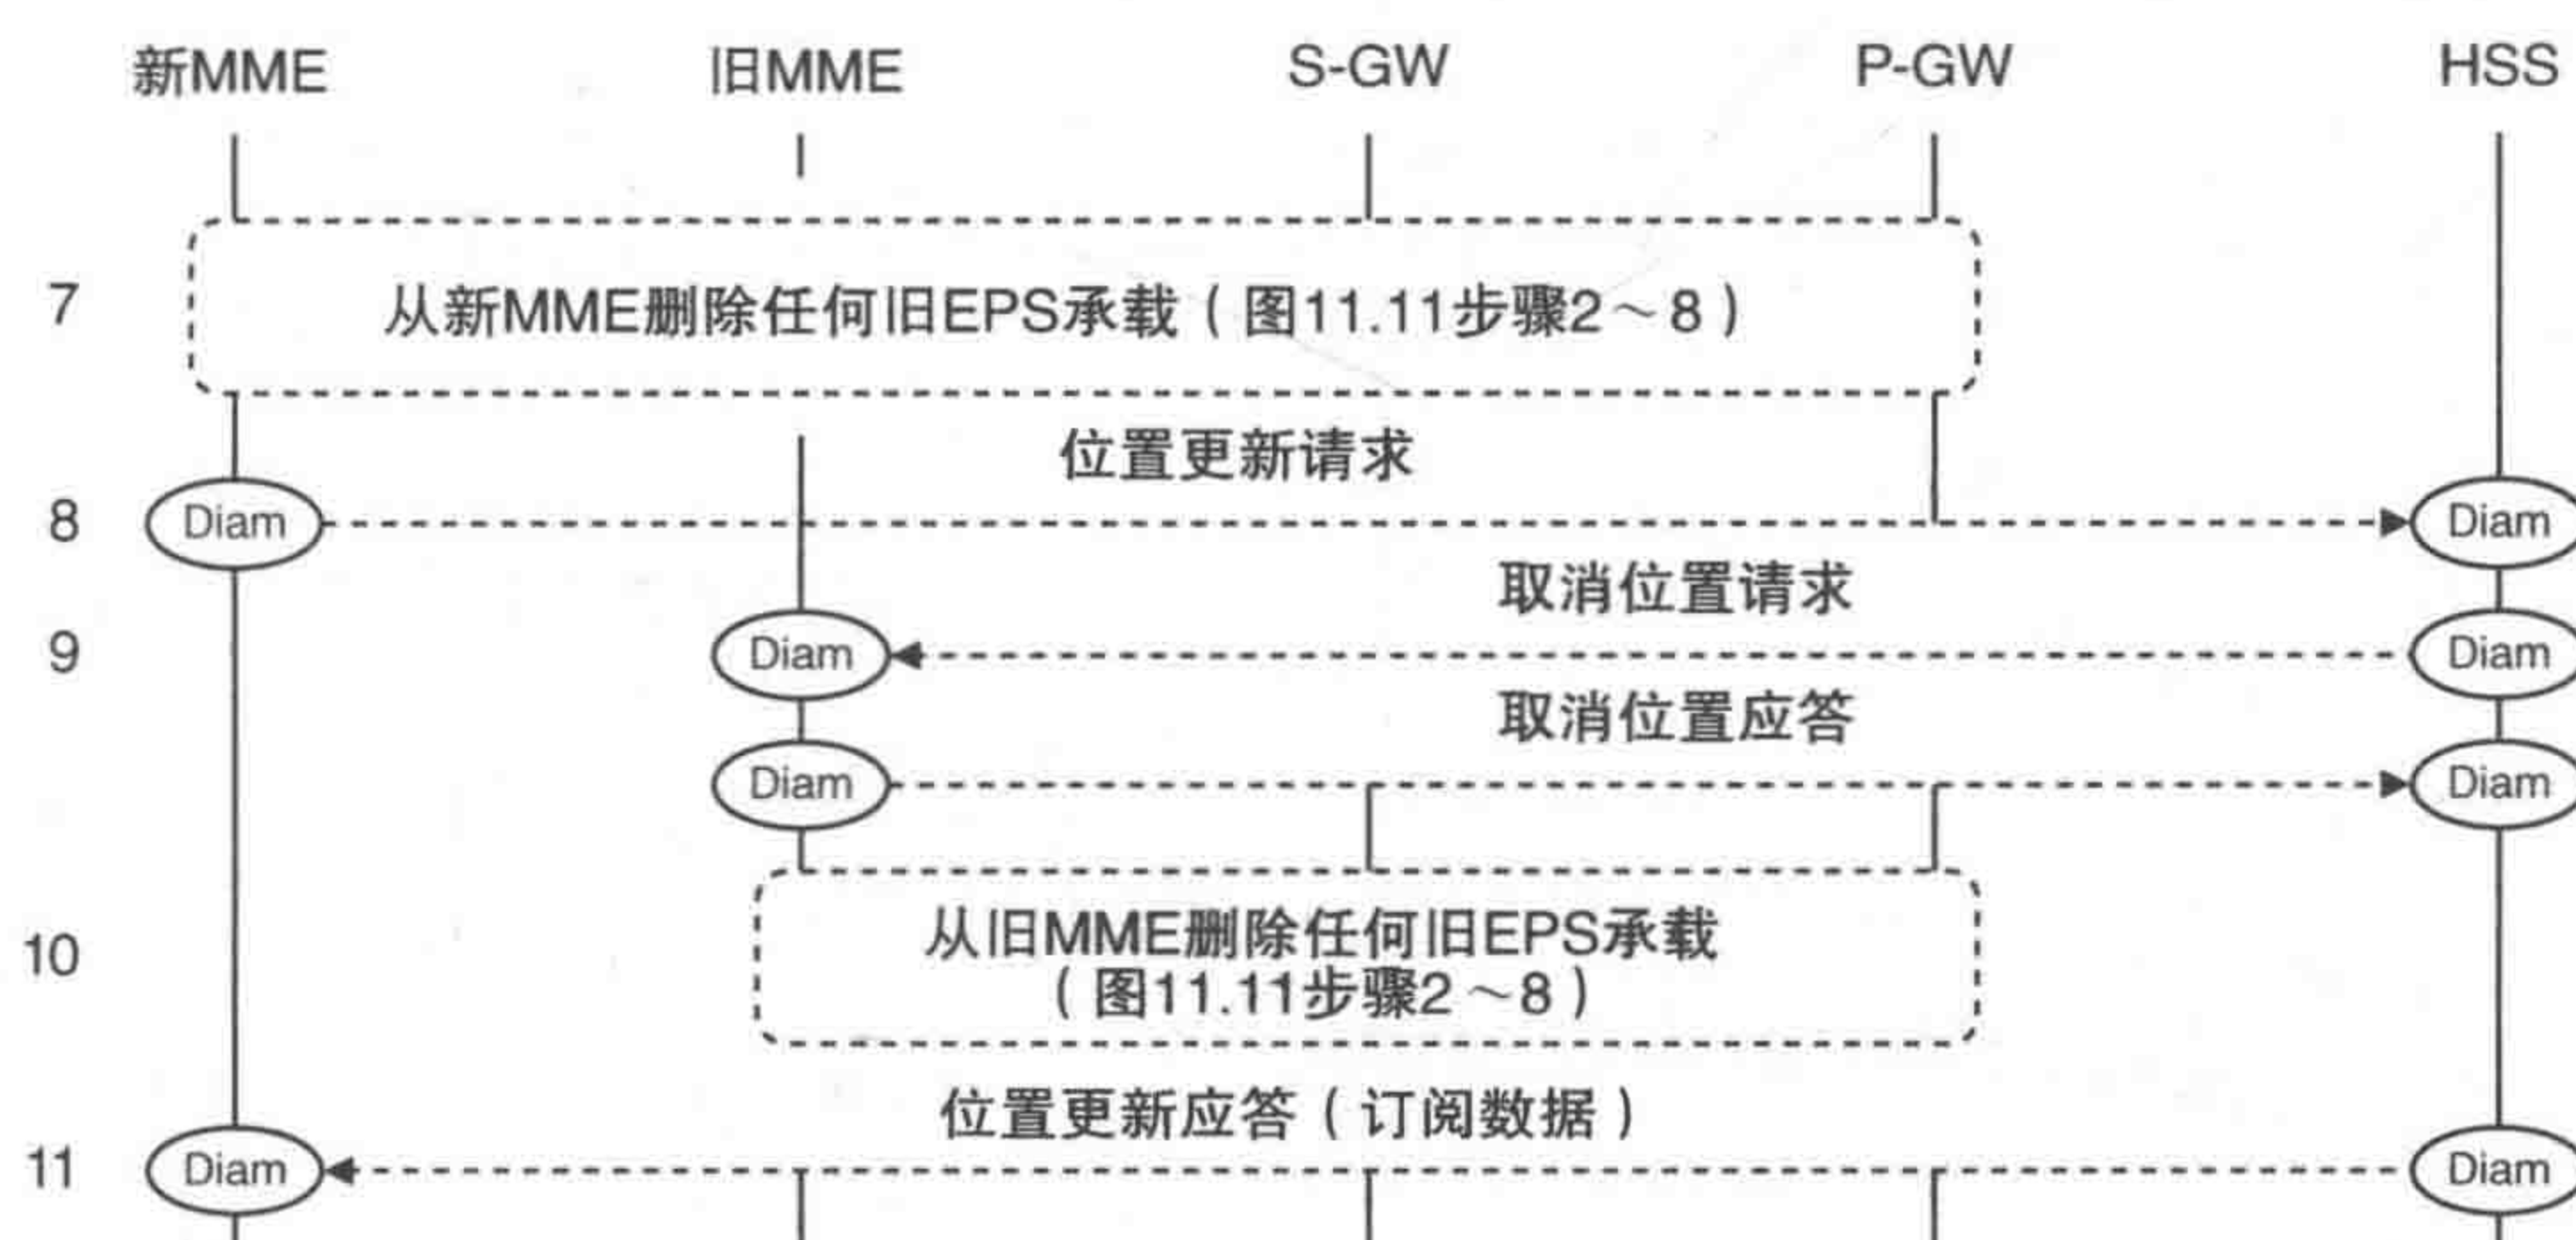 新MME 旧MME S-GW P-GW HSS
7 从新MME删除任何旧EPS承载（图11.11步骤2～8）
位置更新请求
8 Diam Diam
取消位置请求
9 Diam Diam
取消位置应答
Diam Diam
从旧MME删除任何旧EPS承载
10
（图11.11步骤2～8）
位置更新应答（订阅数据）
11 Diam Diam